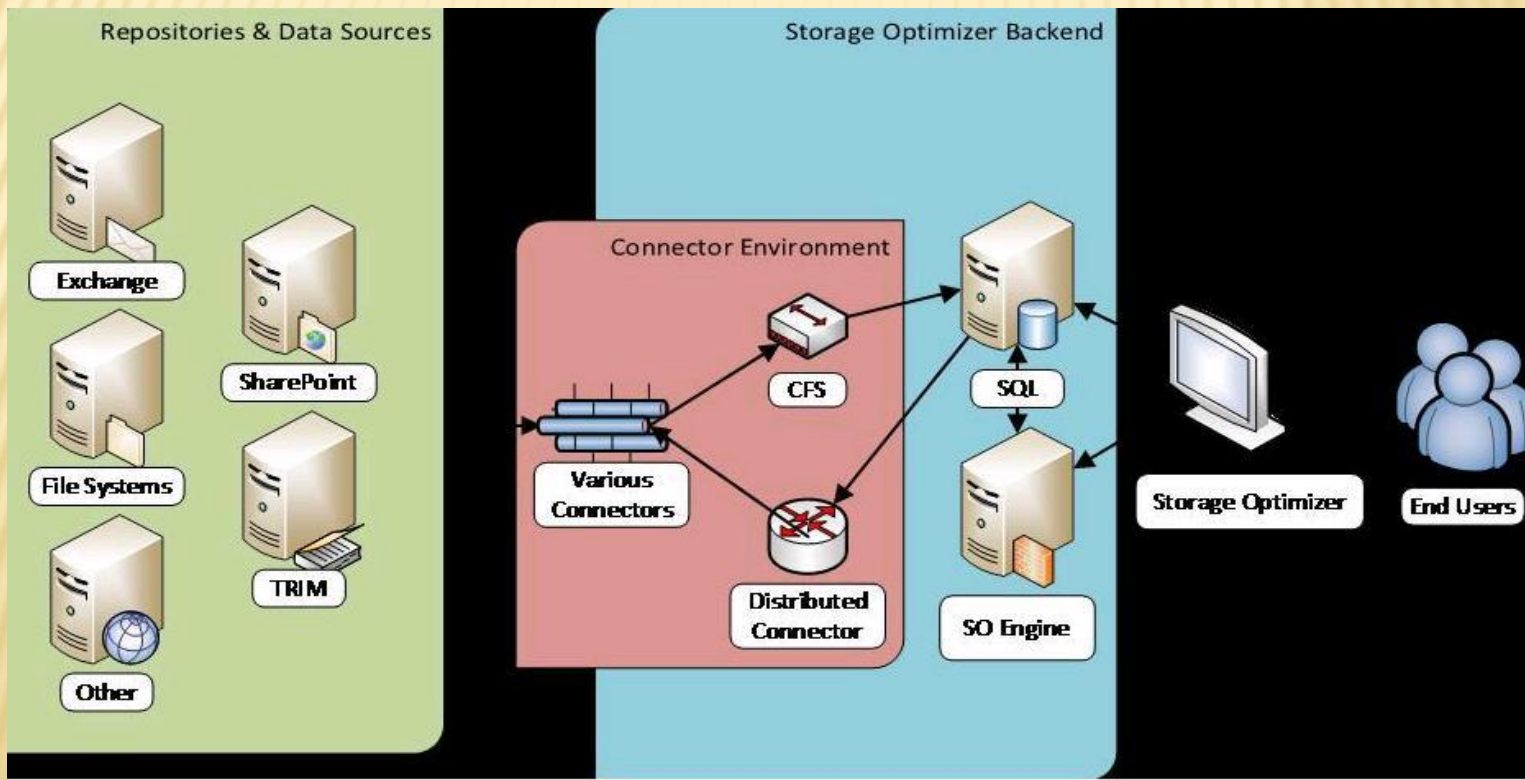 Repositories & Data Sources
Exchange
SharePoint
File Systems
TRIM
Other
Storage Optimizer Backend
Connector Environment
CFS
SQL
Various
Connectors
Distributed
Connector
SO Engine
Storage Optimizer
End Users